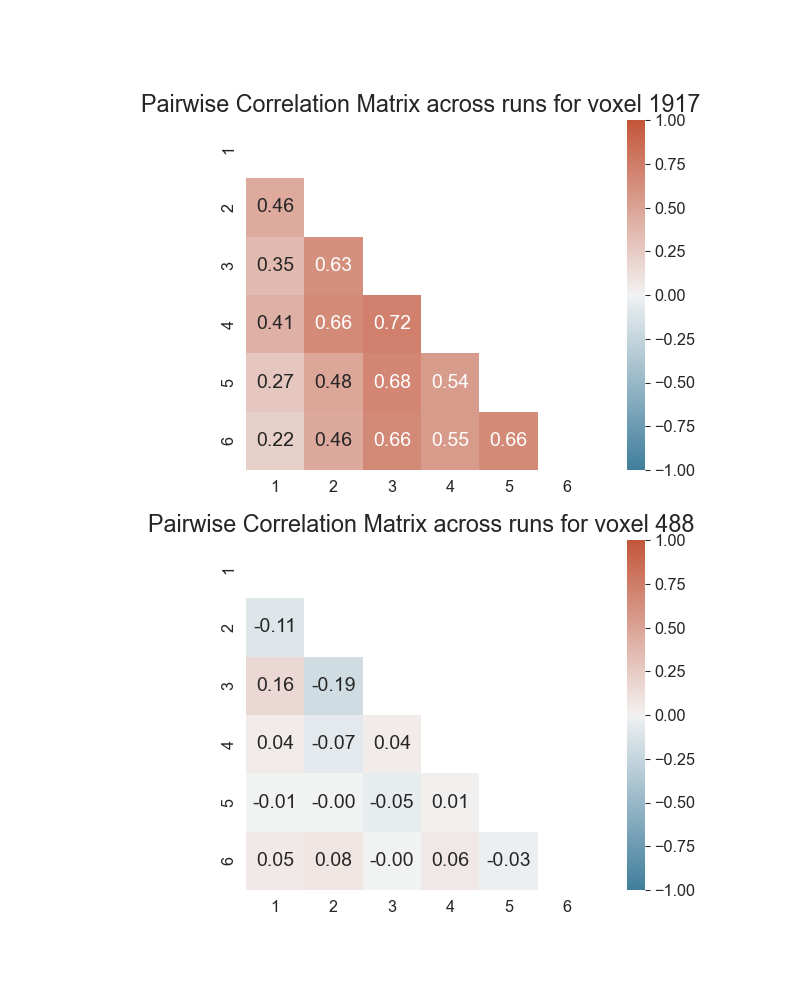 Pairwise Correlation Matrix across runs for voxel 1917
1
2 0.46
3 0.35 0.63
4 0.41 0.66 0.72
5 0.27 0.48 0.68 0.54
6 0.22 0.46 0.66 0.55 0.66
1 2 3 4 5 6
1.00
0.75
0.50
0.25
0.00
−0.25
−0.50
−0.75
−1.00
Pairwise Correlation Matrix across runs for voxel 488
1
2 -0.11
3 0.16 -0.19
4 0.04 -0.07 0.04
5 -0.01 -0.00 -0.05 0.01
6 0.05 0.08 -0.00 0.06 -0.03
1 2 3 4 5 6
1.00
0.75
0.50
0.25
0.00
−0.25
−0.50
−0.75
−1.00